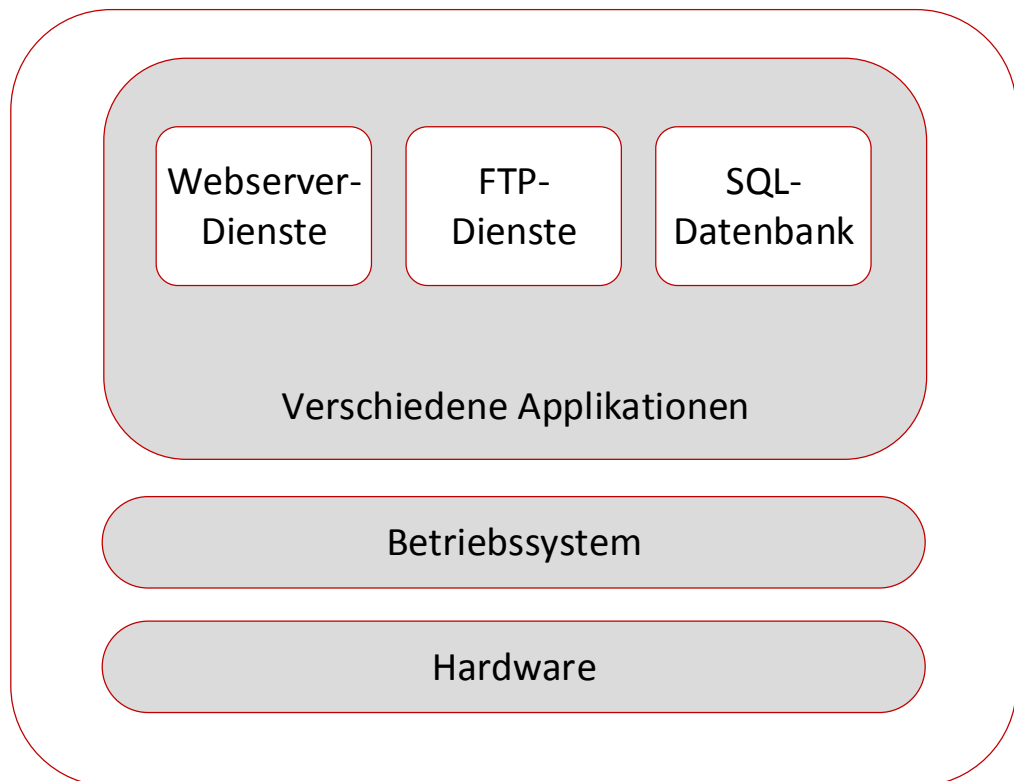 Webserver-
Dienste
FTP-
Dienste
SQL-
Datenbank
Verschiedene Applikationen
Betriebssystem
Hardware